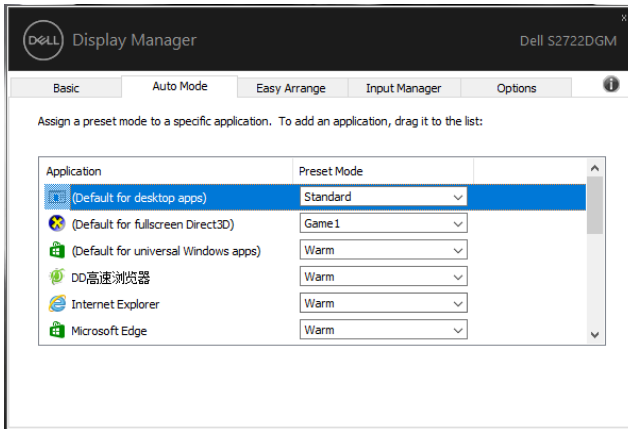 DELL Display Manager Dell S2722DGM
Basic Auto Mode Easy Arrange Input Manager Options
Assign a preset mode to a specific application. To add an application, drag it to the list:
Application Preset Mode
(Default for desktop apps) Standard
(Default for fullscreen Direct3D) Game1
(Default for universal Windows apps) Warm
DD高速浏览器 Warm
Internet Explorer Warm
Microsoft Edge Warm